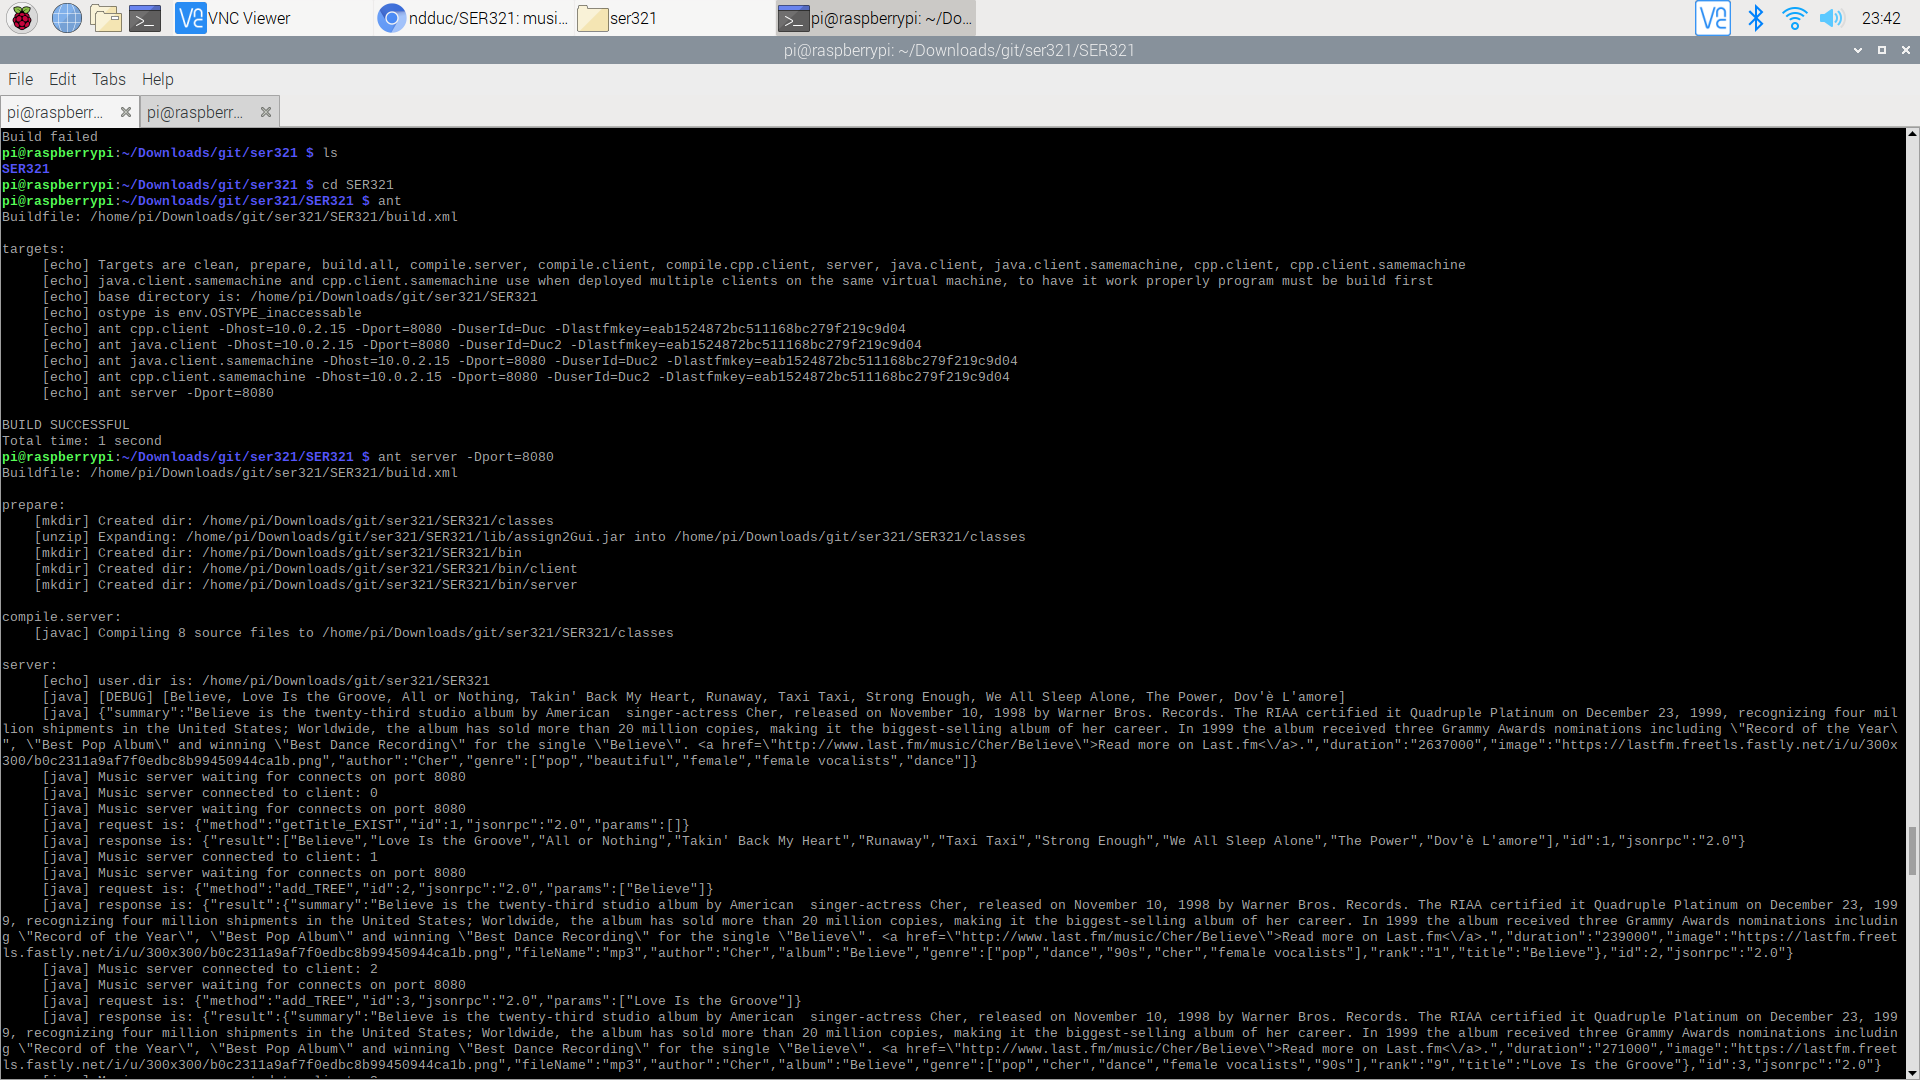 VNC Viewer
ndduc/SER321: musi...
ser321
pi@raspberrypi: ~/Do...
23:42
pi@raspberrypi: ~/Downloads/git/ser321/SER321
File Edit Tabs Help
pi@raspberr... pi@raspberr...
Build failed
pi@raspberrypi:~/Downloads/git/ser321 $ ls
SER321
pi@raspberrypi:~/Downloads/git/ser321 $ cd SER321
pi@raspberrypi:~/Downloads/git/ser321/SER321 $ ant
Buildfile: /home/pi/Downloads/git/ser321/SER321/build.xml
targets:
[echo] Targets are clean, prepare, build.all, compile.server, compile.client, compile.cpp.client, server, java.client, java.client.samemachine, cpp.client, cpp.client.samemachine
[echo] java.client.samemachine and cpp.client.samemachine use when deployed multiple clients on the same virtual machine, to have it work properly program must be build first
[echo] base directory is: /home/pi/Downloads/git/ser321/SER321
[echo] ostype is env.OSTYPE_inaccessable
[echo] ant cpp.client -Dhost=10.0.2.15 -Dport=8080 -DuserId=Duc -Dlastfmkey=eab1524872bc511168bc279f219c9d04
[echo] ant java.client -Dhost=10.0.2.15 -Dport=8080 -DuserId=Duc2 -Dlastfmkey=eab1524872bc511168bc279f219c9d04
[echo] ant java.client.samemachine -Dhost=10.0.2.15 -Dport=8080 -DuserId=Duc2 -Dlastfmkey=eab1524872bc511168bc279f219c9d04
[echo] ant cpp.client.samemachine -Dhost=10.0.2.15 -Dport=8080 -DuserId=Duc2 -Dlastfmkey=eab1524872bc511168bc279f219c9d04
[echo] ant server -Dport=8080
BUILD SUCCESSFUL
Total time: 1 second
pi@raspberrypi:~/Downloads/git/ser321/SER321 $ ant server -Dport=8080
Buildfile: /home/pi/Downloads/git/ser321/SER321/build.xml
prepare:
[mkdir] Created dir: /home/pi/Downloads/git/ser321/SER321/classes
[unzip] Expanding: /home/pi/Downloads/git/ser321/SER321/lib/assign2Gui.jar into /home/pi/Downloads/git/ser321/SER321/classes
[mkdir] Created dir: /home/pi/Downloads/git/ser321/SER321/bin
[mkdir] Created dir: /home/pi/Downloads/git/ser321/SER321/bin/client
[mkdir] Created dir: /home/pi/Downloads/git/ser321/SER321/bin/server
compile.server:
[javac] Compiling 8 source files to /home/pi/Downloads/git/ser321/SER321/classes
server:
[echo] user.dir is: /home/pi/Downloads/git/ser321/SER321
[java] [DEBUG] [Believe, Love Is the Groove, All or Nothing, Takin' Back My Heart, Runaway, Taxi Taxi, Strong Enough, We All Sleep Alone, The Power, Dov'è L'amore]
[java] {"summary":"Believe is the twenty-third studio album by American  singer-actress Cher, released on November 10, 1998 by Warner Bros. Records. The RIAA certified it Quadruple Platinum on December 23, 1999, recognizing four mil
lion shipments in the United States; Worldwide, the album has sold more than 20 million copies, making it the biggest-selling album of her career. In 1999 the album received three Grammy Awards nominations including \"Record of the Year\
", \"Best Pop Album\" and winning \"Best Dance Recording\" for the single \"Believe\". <a href=\"http://www.last.fm/music/Cher/Believe\">Read more on Last.fm<\/a>.","duration":"2637000","image":"https://lastfm.freetls.fastly.net/i/u/300x
300/b0c2311a9af7f0edbc8b99450944ca1b.png","author":"Cher","genre":["pop","beautiful","female","female vocalists","dance"]}
[java] Music server waiting for connects on port 8080
[java] Music server connected to client: 0
[java] Music server waiting for connects on port 8080
[java] request is: {"method":"getTitle_EXIST","id":1,"jsonrpc":"2.0","params":[]}
[java] response is: {"result":["Believe","Love Is the Groove","All or Nothing","Takin' Back My Heart","Runaway","Taxi Taxi","Strong Enough","We All Sleep Alone","The Power","Dov'è L'amore"],"id":1,"jsonrpc":"2.0"}
[java] Music server connected to client: 1
[java] Music server waiting for connects on port 8080
[java] request is: {"method":"add_TREE","id":2,"jsonrpc":"2.0","params":["Believe"]}
[java] response is: {"result":{"summary":"Believe is the twenty-third studio album by American  singer-actress Cher, released on November 10, 1998 by Warner Bros. Records. The RIAA certified it Quadruple Platinum on December 23, 199
9, recognizing four million shipments in the United States; Worldwide, the album has sold more than 20 million copies, making it the biggest-selling album of her career. In 1999 the album received three Grammy Awards nominations includin
g \"Record of the Year\", \"Best Pop Album\" and winning \"Best Dance Recording\" for the single \"Believe\". <a href=\"http://www.last.fm/music/Cher/Believe\">Read more on Last.fm<\/a>.","duration":"239000","image":"https://lastfm.freet
ls.fastly.net/i/u/300x300/b0c2311a9af7f0edbc8b99450944ca1b.png","fileName":"mp3","author":"Cher","album":"Believe","genre":["pop","dance","90s","cher","female vocalists"],"rank":"1","title":"Believe"},"id":2,"jsonrpc":"2.0"}
[java] Music server connected to client: 2
[java] Music server waiting for connects on port 8080
[java] request is: {"method":"add_TREE","id":3,"jsonrpc":"2.0","params":["Love Is the Groove"]}
[java] response is: {"result":{"summary":"Believe is the twenty-third studio album by American  singer-actress Cher, released on November 10, 1998 by Warner Bros. Records. The RIAA certified it Quadruple Platinum on December 23, 199
9, recognizing four million shipments in the United States; Worldwide, the album has sold more than 20 million copies, making it the biggest-selling album of her career. In 1999 the album received three Grammy Awards nominations includin
g \"Record of the Year\", \"Best Pop Album\" and winning \"Best Dance Recording\" for the single \"Believe\". <a href=\"http://www.last.fm/music/Cher/Believe\">Read more on Last.fm<\/a>.","duration":"271000","image":"https://lastfm.freet
ls.fastly.net/i/u/300x300/b0c2311a9af7f0edbc8b99450944ca1b.png","fileName":"mp3","author":"Cher","album":"Believe","genre":["pop","cher","dance","female vocalists","90s"],"rank":"9","title":"Love Is the Groove"},"id":3,"jsonrpc":"2.0"}